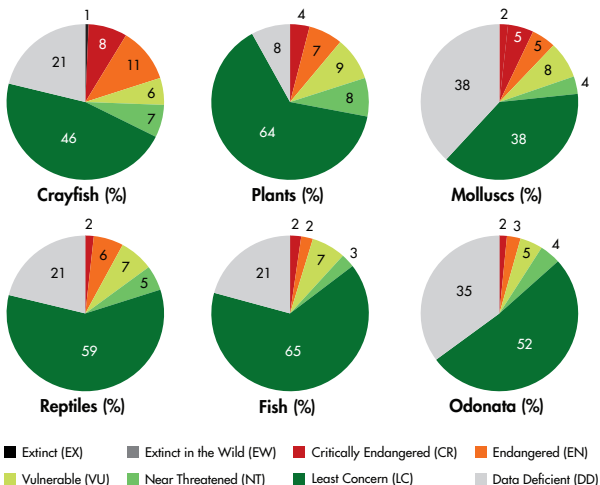 1
8
11
6
7
46
21
Crayfish (%)
4
7
9
8
64
8
Plants (%)
2
5
5
8
4
38
38
Molluscs (%)
2
6
7
5
59
21
Reptiles (%)
2
2
7
3
65
21
Fish (%)
2
3
5
4
52
35
Odonata (%)
Extinct (EX)
Extinct in the Wild (EW)
Critically Endangered (CR)
Endangered (EN)
Vulnerable (VU)
Near Threatened (NT)
Least Concern (LC)
Data Deficient (DD)